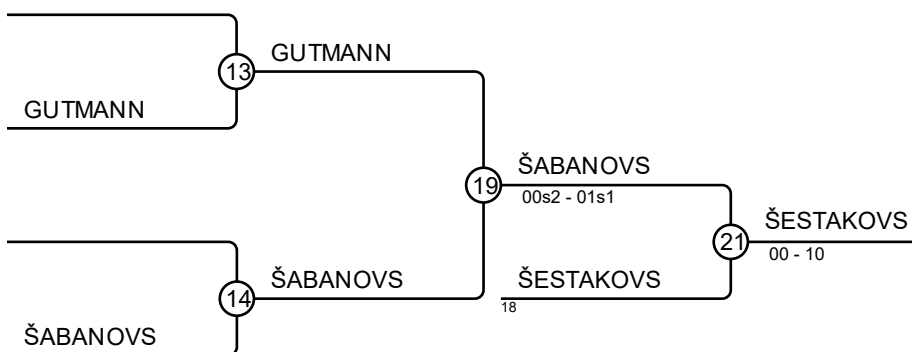 GUTMANN
13
GUTMANN
ŠABANOVS
19
00s2 - 01s1
ŠESTAKOVS
21
00 - 10
ŠABANOVS
14
ŠESTAKOVS
18
ŠABANOVS